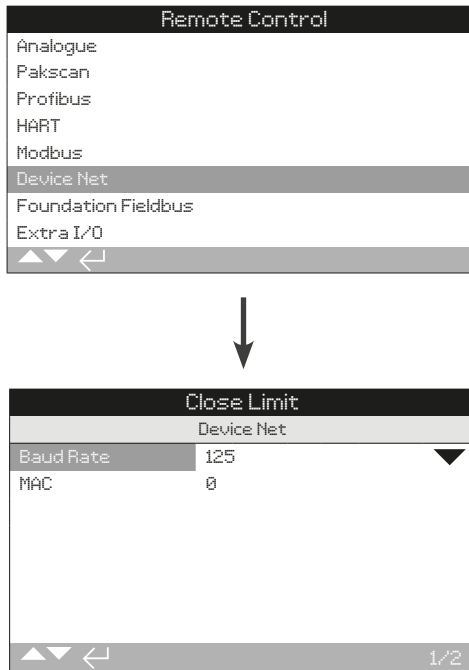 Remote Control
Analogue
Pakscan
Profibus
HART
Modbus
Device Net
Foundation Fieldbus
Extra I/O
Close Limit
Device Net
Baud Rate 125
MAC 0
1/2